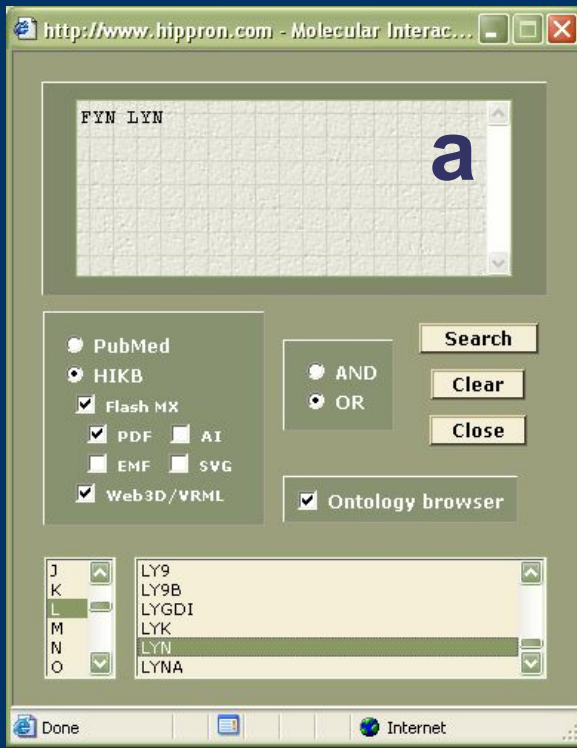 http://www.hippron.com - Molecular Interac...
FYN LYN
a
PubMed
HIKB
Flash MX
PDF AI
EMF SVG
Web3D/VRML
AND
OR
Search
Clear
Close
Ontology browser
J
K
L
M
N
O
LY9
LY9B
LYGDI
LYK
LYN
LYNA
Done
Internet